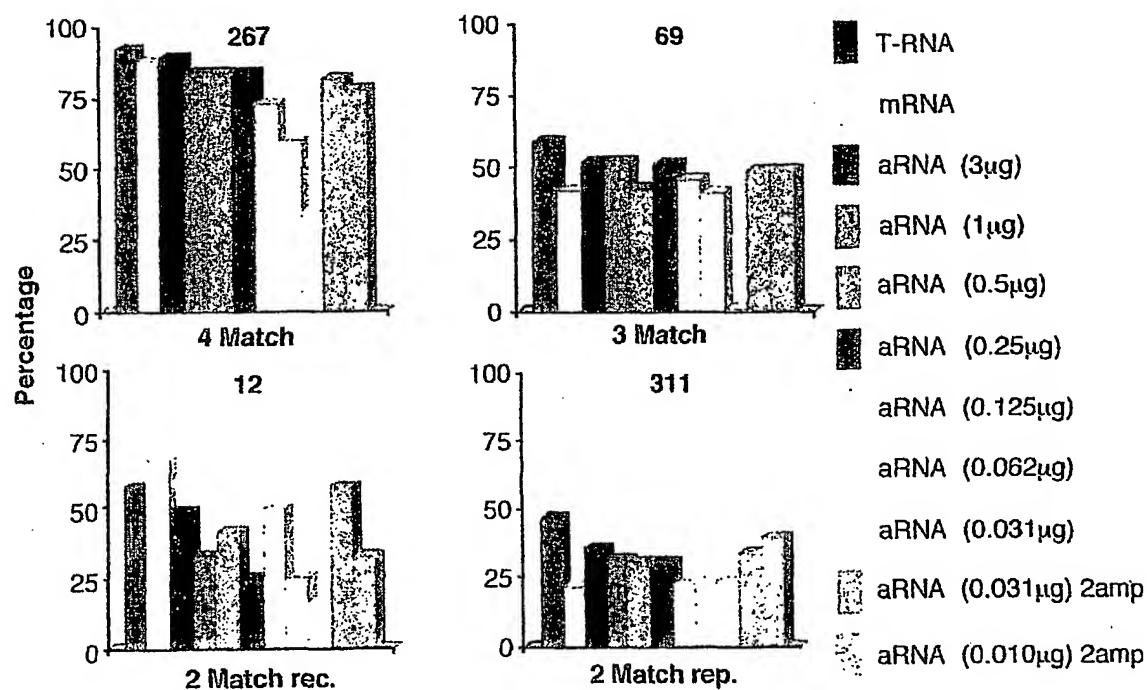 Percentage
100
75
50
25
0
267
4 Match
100
75
50
25
0
69
3 Match
100
75
50
25
0
12
2 Match rec.
100
75
50
25
0
311
2 Match rep.
T-RNA
mRNA
aRNA (3µg)
aRNA (1µg)
aRNA (0.5µg)
aRNA (0.25µg)
aRNA (0.125µg)
aRNA (0.062µg)
aRNA (0.031µg)
aRNA (0.031µg) 2amp
aRNA (0.010µg) 2amp